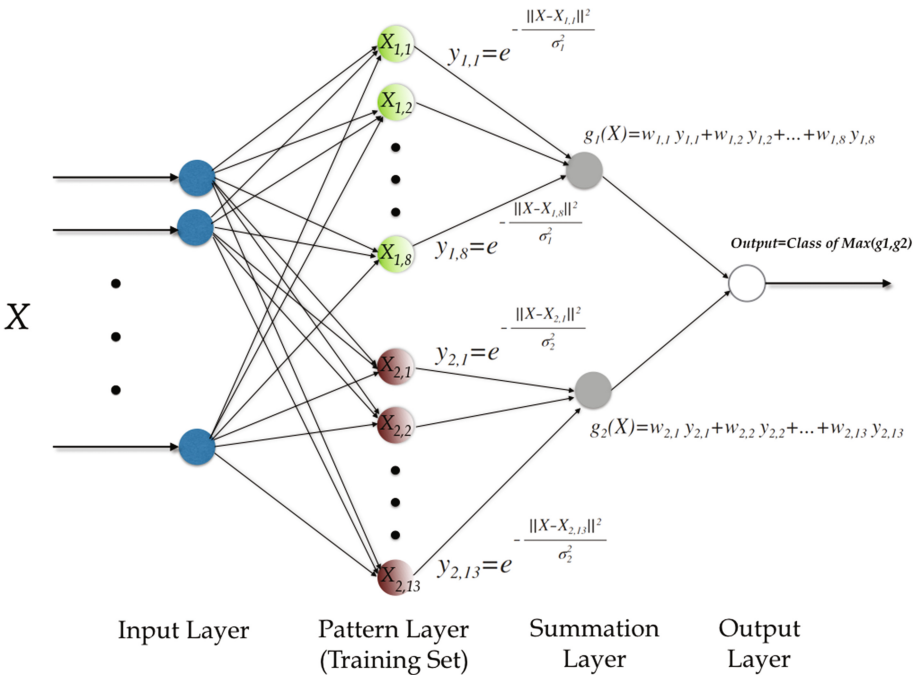 X
X1,1
X1,2
X1,8
X2,1
X2,2
X2,13
y1,1=e^-||X-X1,1||²/σ1²
y1,8=e^-||X-X1,8||²/σ1²
y2,1=e^-||X-X2,1||²/σ2²
y2,13=e^-||X-X2,13||²/σ2²
g1(X)=w1,1 y1,1+w1,2 y1,2+...+w1,8 y1,8
g2(X)=w2,1 y2,1+w2,2 y2,2+...+w2,13 y2,13
Output=Class of Max(g1,g2)
Input Layer
Pattern Layer
(Training Set)
Summation
Layer
Output
Layer